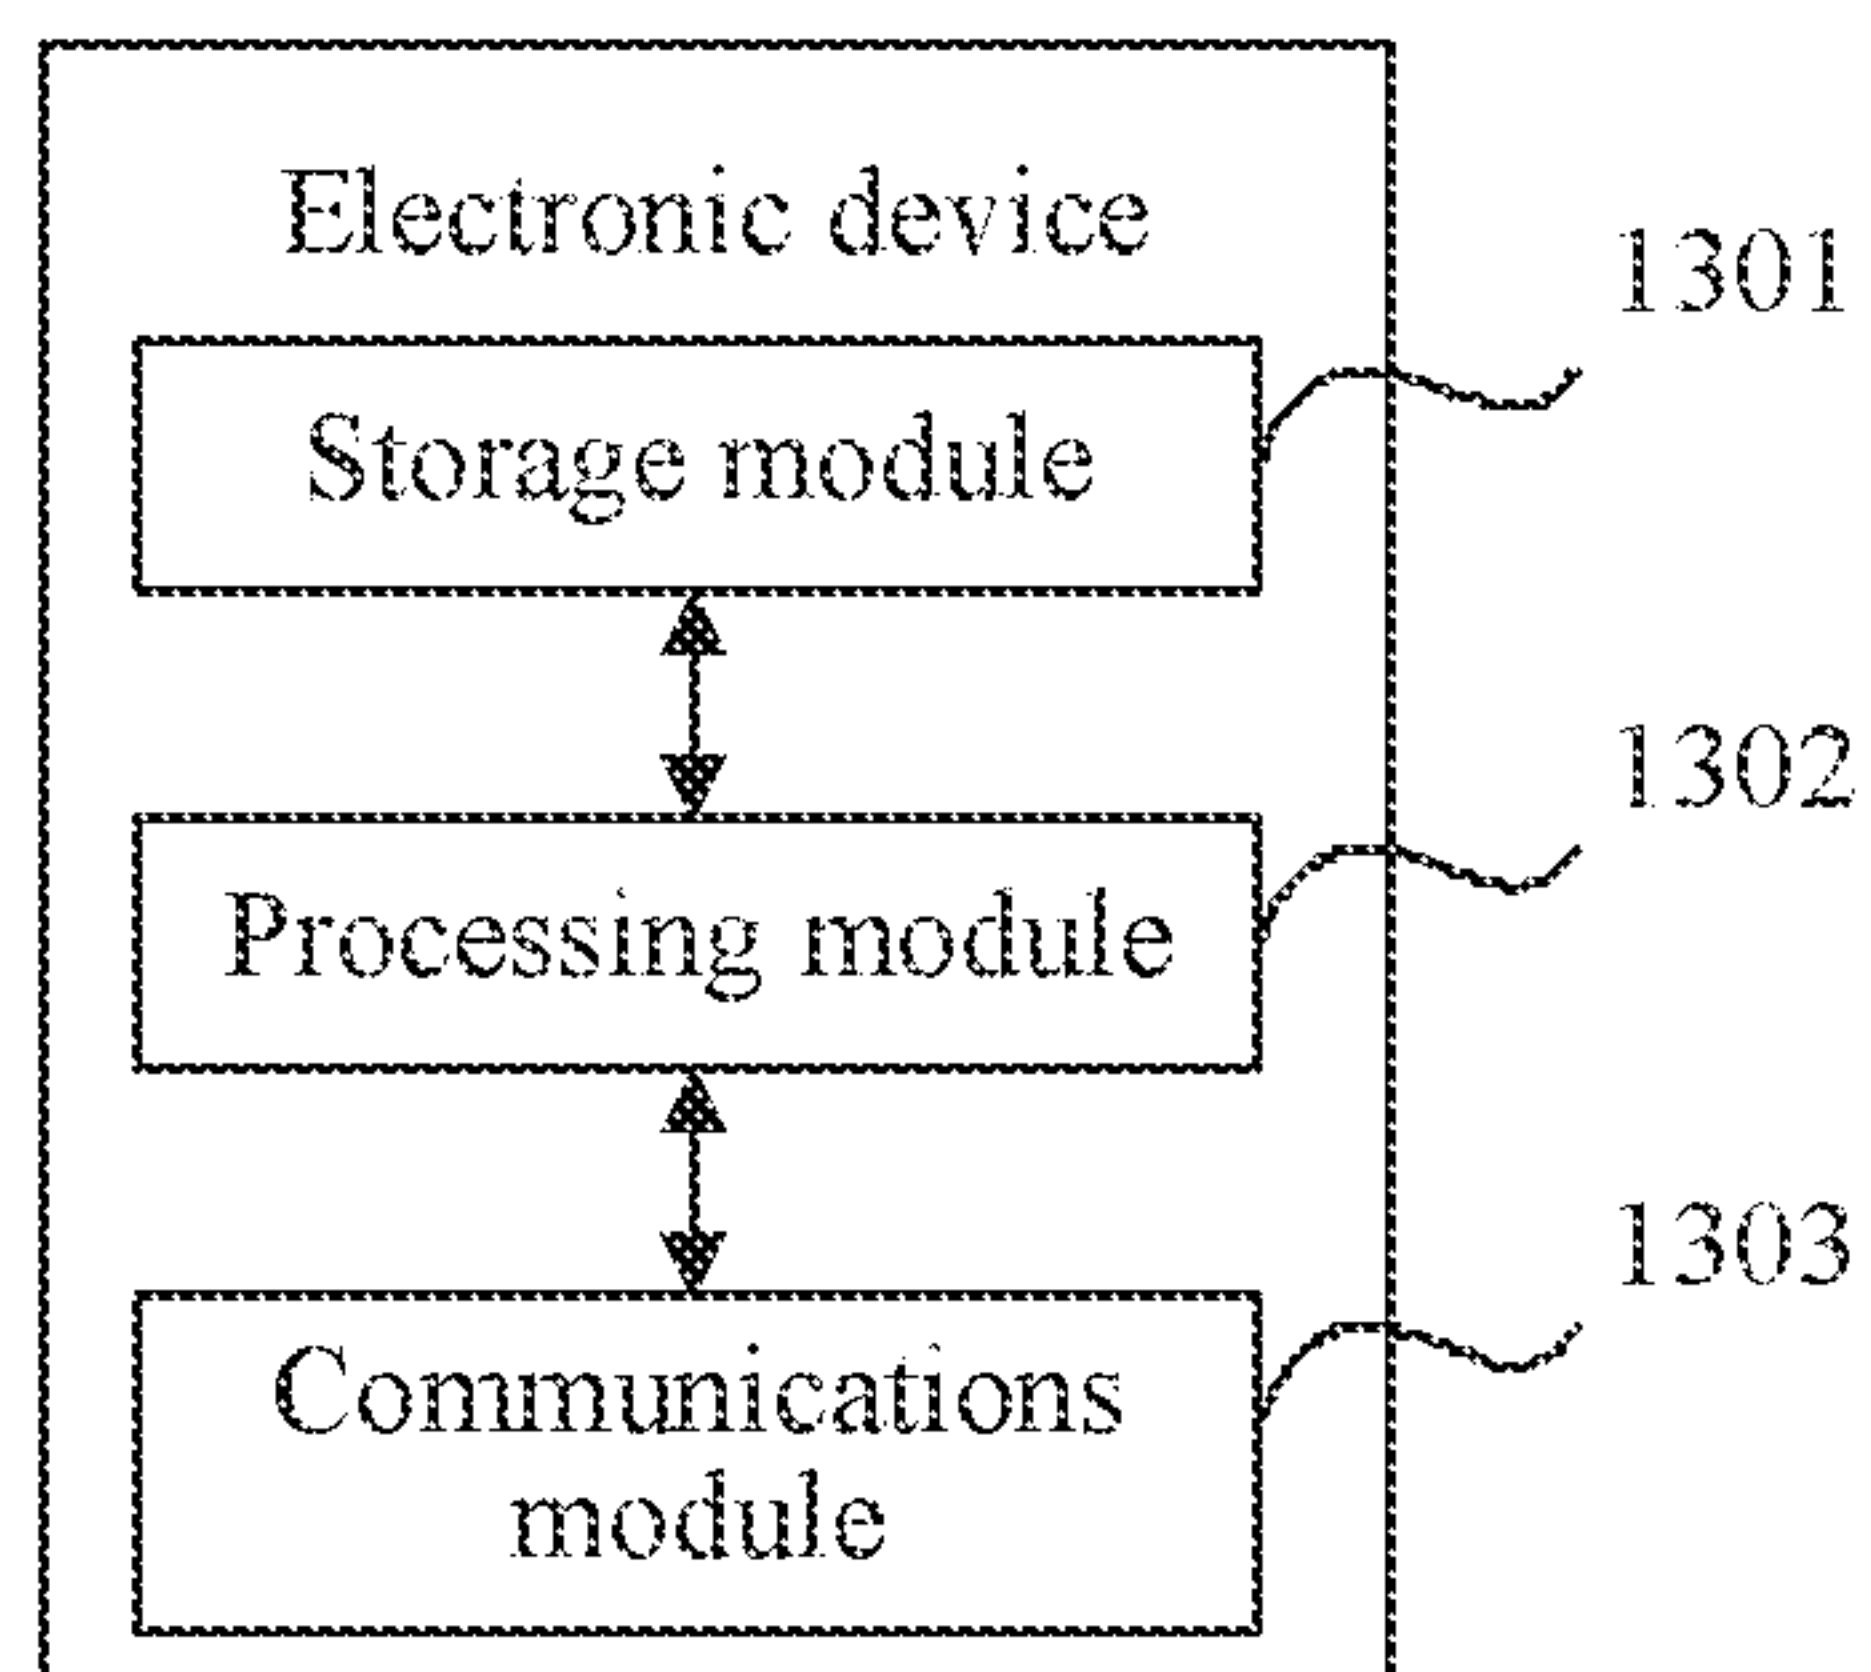 Electronic device
1301
Storage module
1302
Processing module
1303
Communications
module